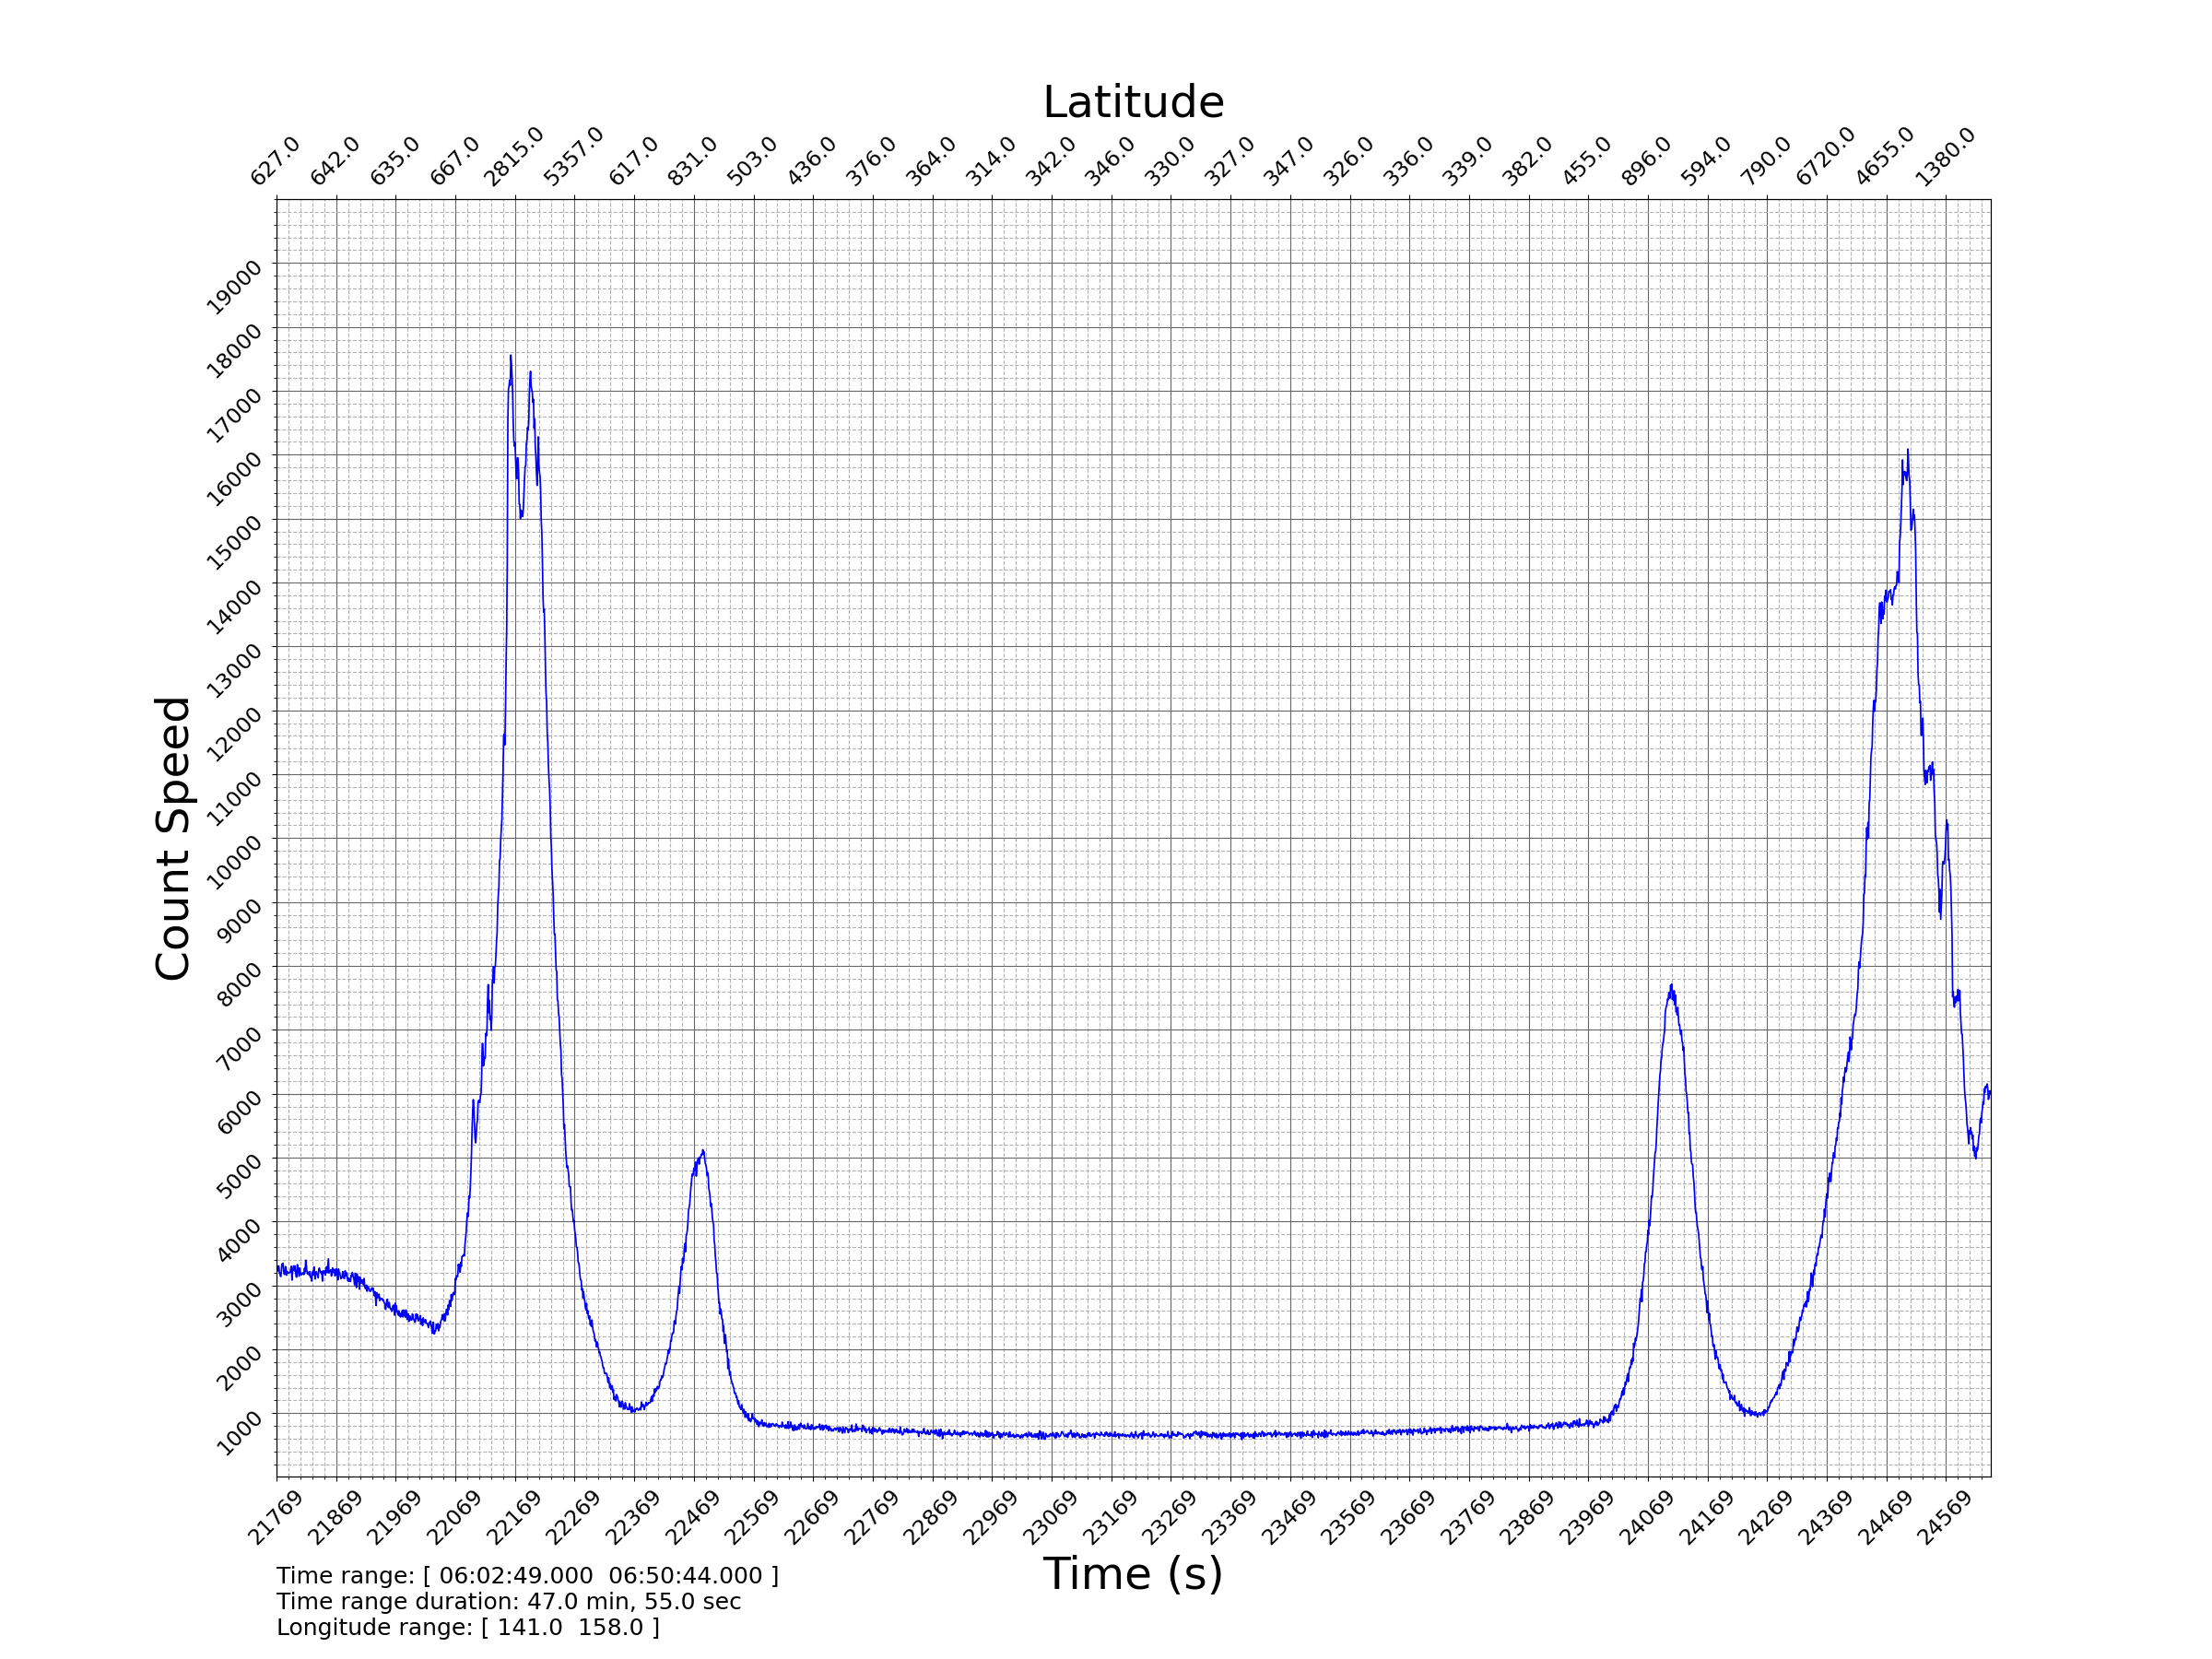 Latitude
627.0 642.0 635.0 667.0 2815.0 5357.0 617.0 831.0 503.0 436.0 376.0 364.0 314.0 342.0 346.0 330.0 327.0 347.0 326.0 336.0 339.0 382.0 455.0 896.0 594.0 790.0 6720.0 4655.0 1380.0
19000
18000
17000
16000
15000
14000
13000
12000
11000
10000
9000
8000
7000
6000
5000
4000
3000
2000
1000
Count Speed
21769 21869 21969 22069 22169 22269 22369 22469 22569 22669 22769 22869 22969 23069 23169 23269 23369 23469 23569 23669 23769 23869 23969 24069 24169 24269 24369 24469 24569
Time (s)
Time range: [ 06:02:49.000  06:50:44.000 ]
Time range duration: 47.0 min, 55.0 sec
Longitude range: [ 141.0  158.0 ]